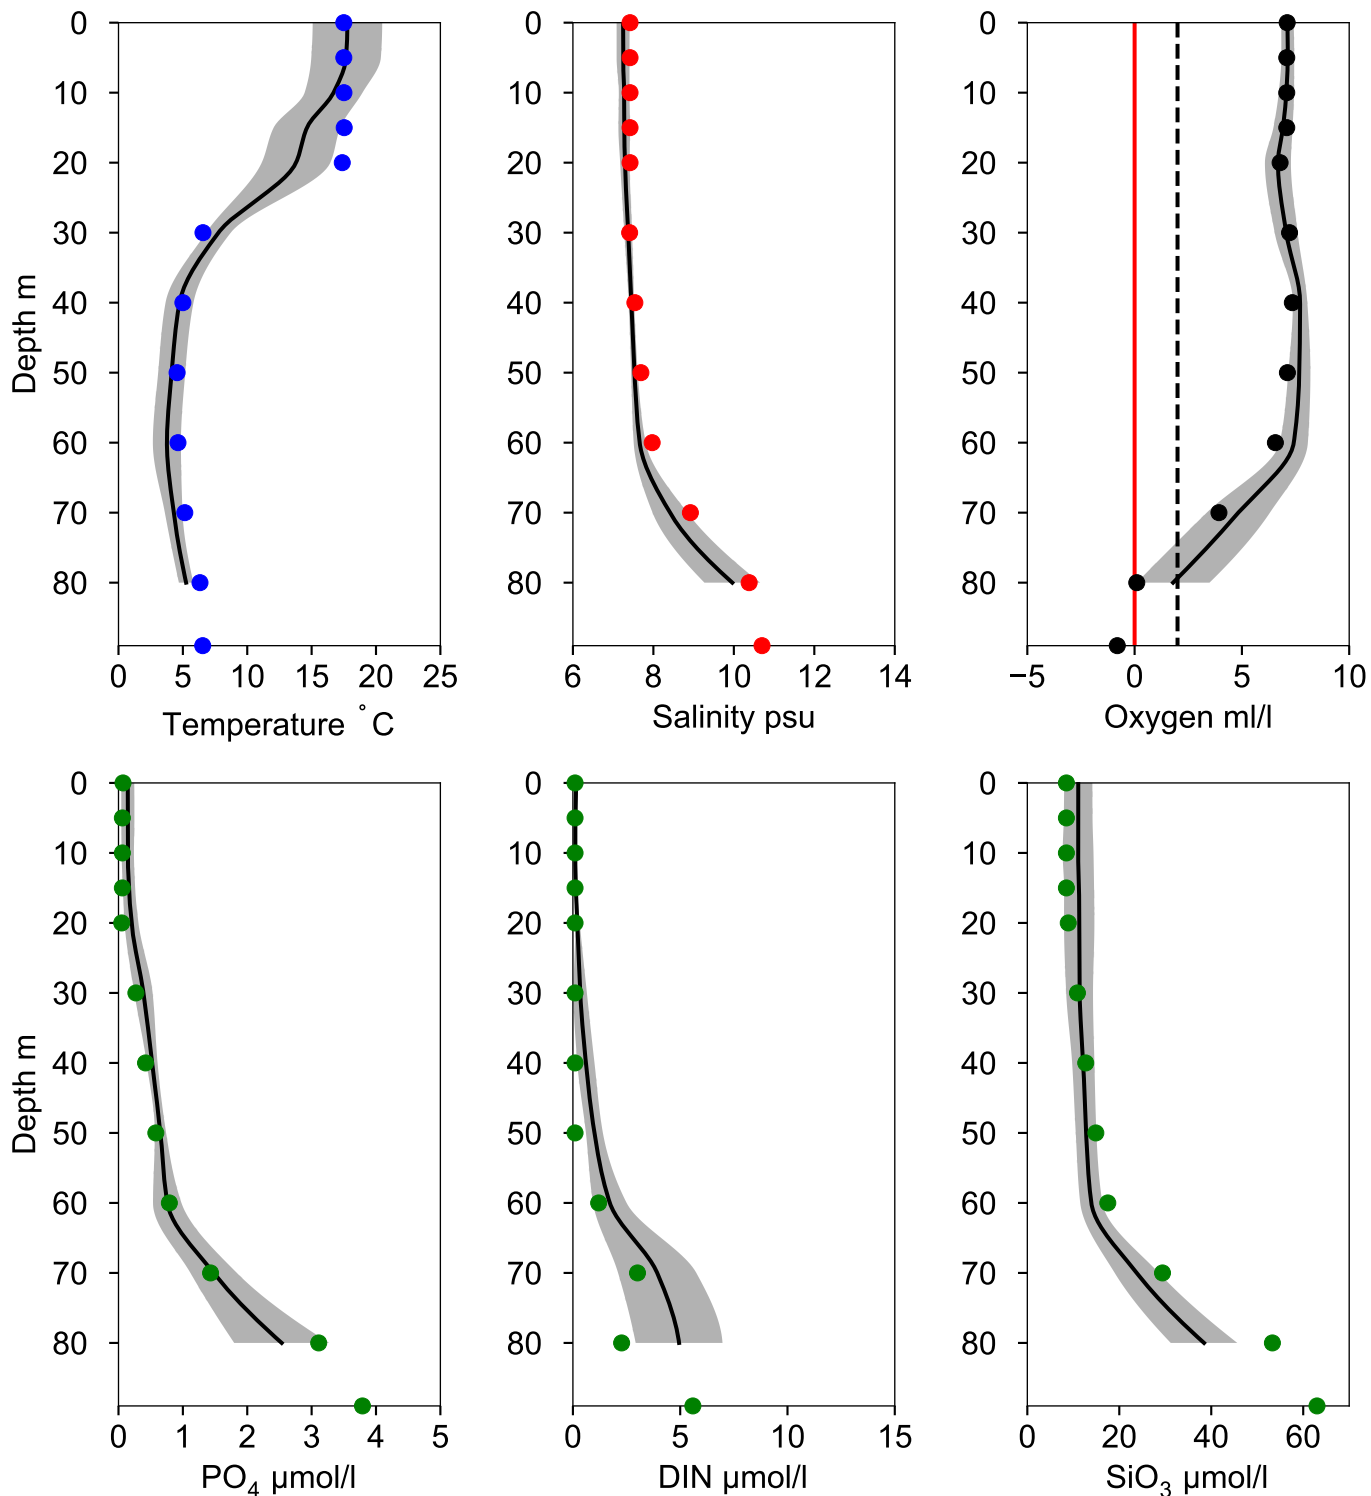 0 0 0
10 10 10
20 20 20
30 30 30
40 40 40
50 50 50
60 60 60
70 70 70
80 80 80
Depth m
0 5 10 15 20 25 6 8 10 12 14 −5 0 5 10
Temperature °C Salinity psu Oxygen ml/l
0 0 0
10 10 10
20 20 20
30 30 30
40 40 40
50 50 50
60 60 60
70 70 70
80 80 80
Depth m
0 1 2 3 4 5 0 5 10 15 0 20 40 60
PO₄ µmol/l DIN µmol/l SiO₃ µmol/l